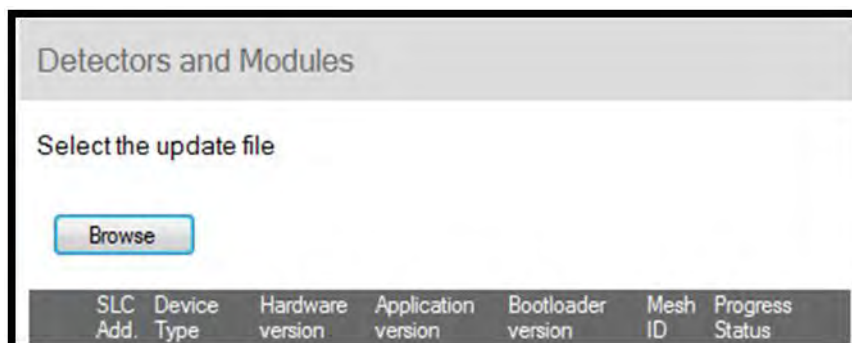 Detectors and Modules
Select the update file
Browse
SLC Device Hardware Application Bootloader Mesh Progress
Add. Type version version version ID Status